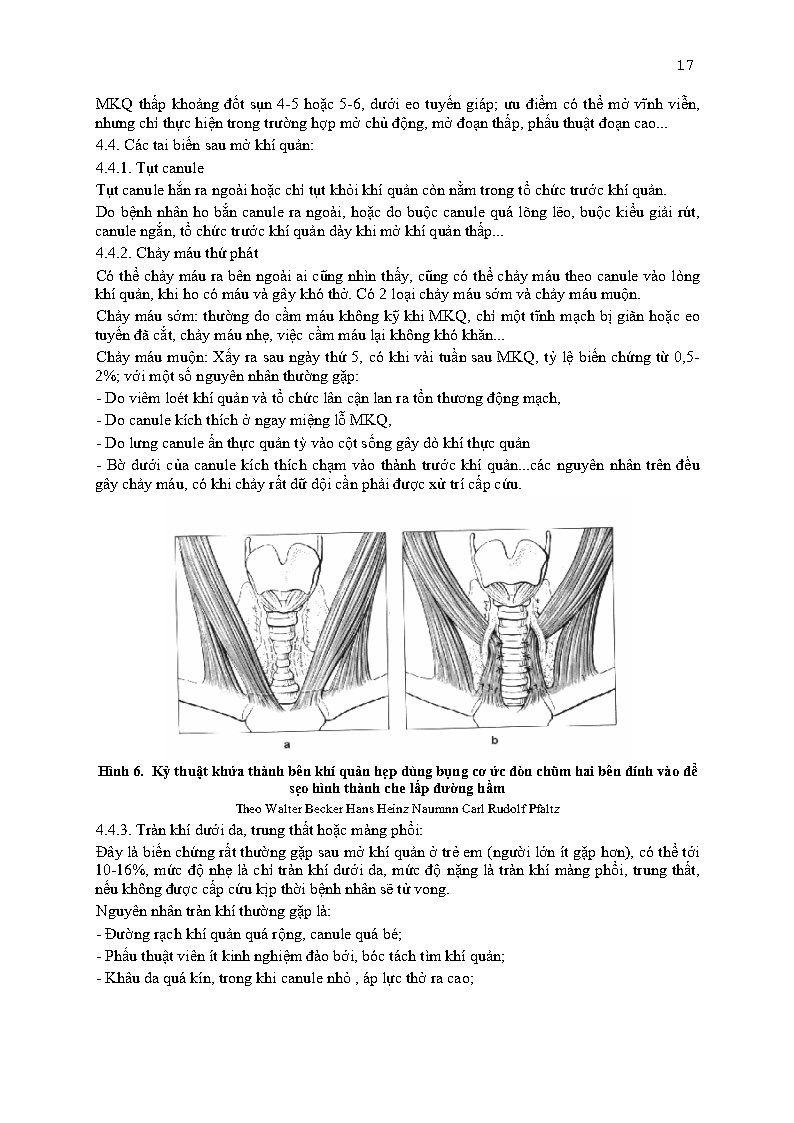 17
MKQ thấp khoảng đốt sụn 4-5 hoặc 5-6, dưới eo tuyến giáp; ưu điểm có thể mở vĩnh viễn,
nhưng chỉ thực hiện trong trường hợp mở chủ động, mở đoạn thấp, phẫu thuật đoạn cao...
4.4. Các tai biến sau mở khí quản:
4.4.1. Tụt canule
Tụt canule hẳn ra ngoài hoặc chỉ tụt khỏi khí quản còn nằm trong tổ chức trước khí quản.
Do bệnh nhân ho bắn canule ra ngoài, hoặc do buộc canule quá lõng lẽo, buộc kiểu giải rút,
canule ngắn, tổ chức trước khí quản dày khi mở khí quản thấp...
4.4.2. Chảy máu thứ phát
Có thể chảy máu ra bên ngoài ai cũng nhìn thấy, cũng có thể chảy máu theo canule vào lòng
khí quản, khi ho có máu và gây khó thở. Có 2 loại chảy máu sớm và chảy máu muộn.
Chảy máu sớm: thường do cầm máu không kỹ khi MKQ, chỉ một tĩnh mạch bị giãn hoặc eo
tuyến đã cắt, chảy máu nhẹ, việc cầm máu lại không khó khăn...
Chảy máu muộn: Xẩy ra sau ngày thứ 5, có khi vài tuần sau MKQ, tỷ lệ biến chứng từ 0,5-
2%; với một số nguyên nhân thường gặp:
- Do viêm loét khí quản và tổ chức lân cận lan ra tổn thương động mạch,
- Do canule kích thích ở ngay miệng lỗ MKQ,
- Do lưng canule ấn thực quản tỳ vào cột sống gây dò khí thực quản
- Bờ dưới của canule kích thích chạm vào thành trước khí quản...các nguyên nhân trên đều
gây chảy máu, có khi chảy rất dữ dội cần phải được xử trí cấp cứu.
a
b
Hình 6. Kỹ thuật khứa thành bên khí quản hẹp dùng bụng cơ ức đòn chũm hai bên đính vào để
sẹo hình thành che lấp đường hầm
Theo Walter Becker Hans Heinz Naumnn Carl Rudolf Pfaltz
4.4.3. Tràn khí dưới da, trung thất hoặc màng phổi:
Đây là biến chứng rất thường gặp sau mở khí quản ở trẻ em (người lớn ít gặp hơn), có thể tới
10-16%, mức độ nhẹ là chỉ tràn khí dưới da, mức độ nặng là tràn khí màng phổi, trung thất,
nếu không được cấp cứu kịp thời bệnh nhân sẽ tử vong.
Nguyên nhân tràn khí thường gặp là:
- Đường rạch khí quản quá rộng, canule quá bé;
- Phẩu thuật viên ít kinh nghiệm đào bới, bóc tách tìm khí quản;
- Khâu da quá kín, trong khi canule nhỏ , áp lực thở ra cao;